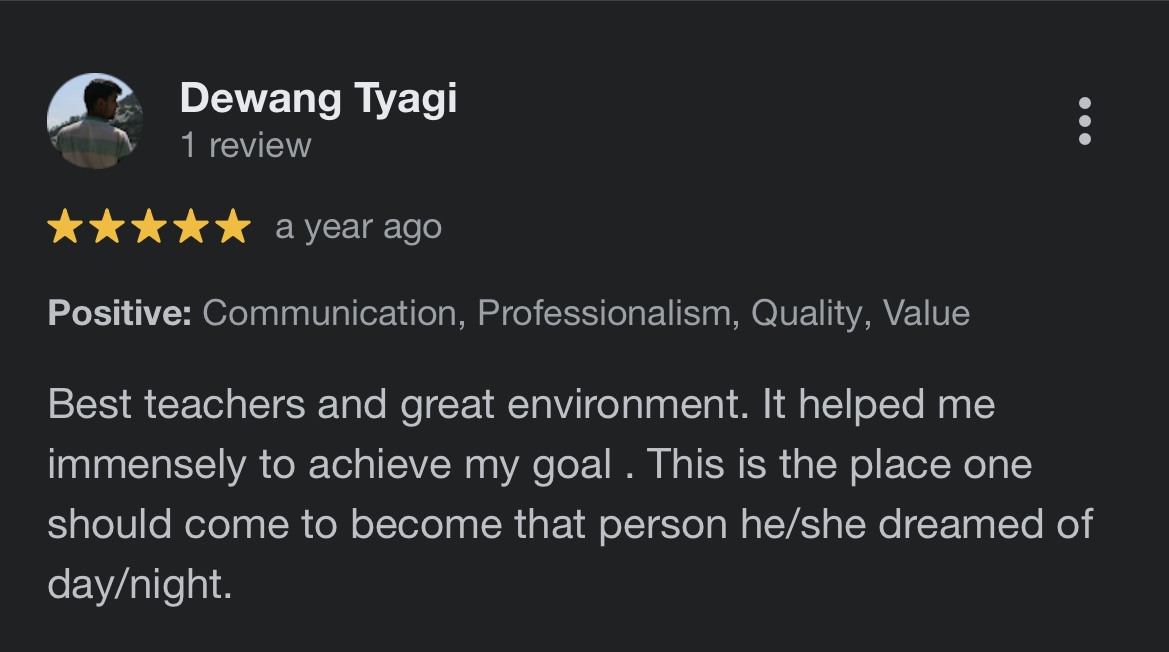 Dewang Tyagi
1 review
a year ago
Positive: Communication, Professionalism, Quality, Value
Best teachers and great environment. It helped me
immensely to achieve my goal . This is the place one
should come to become that person he/she dreamed of
day/night.